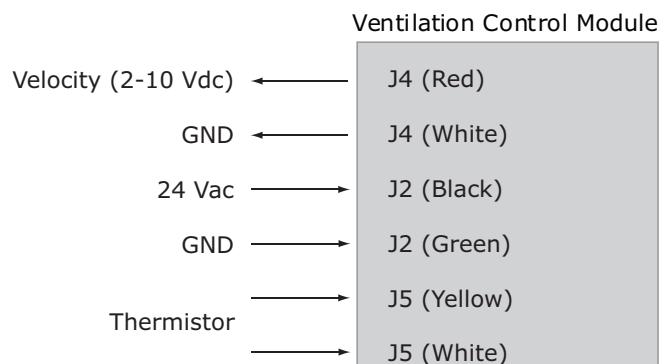 Ventilation Control Module
Velocity (2-10 Vdc) J4 (Red)
GND J4 (White)
24 Vac J2 (Black)
GND J2 (Green)
J5 (Yellow)
Thermistor
J5 (White)